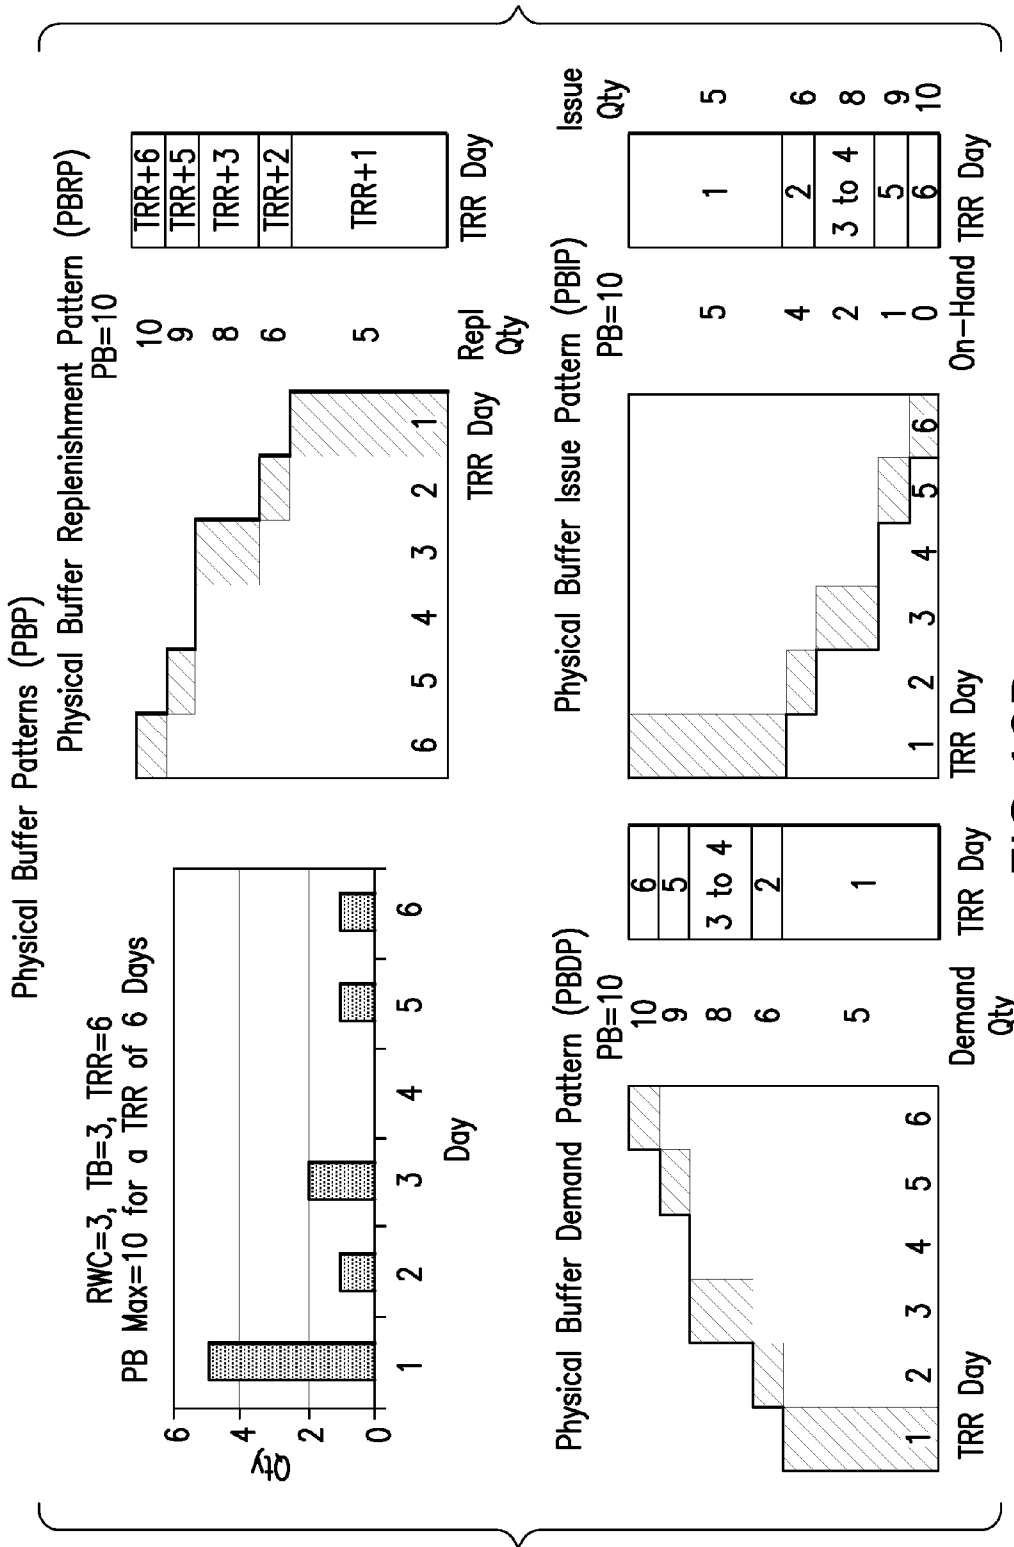 Physical Buffer Patterns (PBP)
RWC=3, TB=3, TRR=6
PB Max=10 for a TRR of 6 Days
Qty
6
4
2
0
1 2 3 4 5 6
Day
Physical Buffer Replenishment Pattern (PBRP)
PB=10
6 5 4 3 2 1
TRR Day
10
9
8
6
5
Repl
Qty
TRR+6
TRR+5
TRR+3
TRR+2
TRR+1
TRR Day
Physical Buffer Demand Pattern (PBDP)
PB=10
1 2 3 4 5 6
TRR Day
10
9
8
6
5
Demand
Qty
6
5
3 to 4
2
1
TRR Day
Physical Buffer Issue Pattern (PBIP)
PB=10
1 2 3 4 5 6
TRR Day
5
4
2
1
0
On-Hand
1
2
3 to 4
5
6
TRR Day
Issue
Qty
5
6
8
9
10